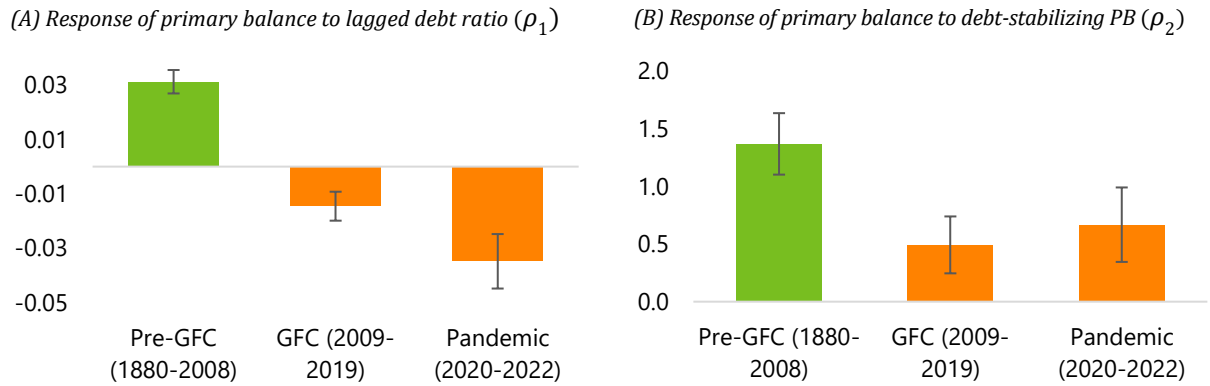 (A) Response of primary balance to lagged debt ratio (ρ₁)
0.03
0.01
-0.01
-0.03
-0.05
Pre-GFC
(1880-2008)
GFC (2009-
2019)
Pandemic
(2020-2022)
(B) Response of primary balance to debt-stabilizing PB (ρ₂)
2.0
1.5
1.0
0.5
0.0
Pre-GFC (1880-
2008)
GFC (2009-
2019)
Pandemic
(2020-2022)